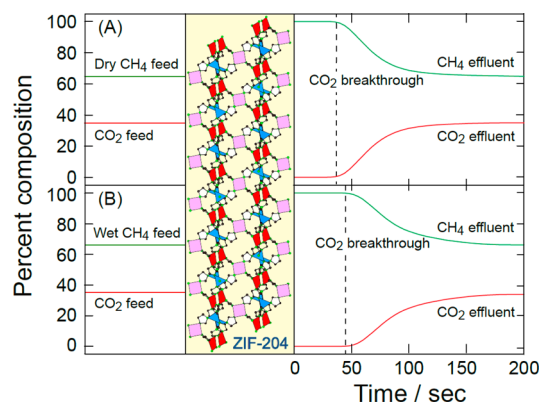 100
(A)
80
Dry CH4 feed
CH4
effluent
60
CO2 breakthrough
40
CO2 feed
CO2 effluent
20
0
100
(B)
80
Wet CH4 feed
CH4
effluent
60
CO2 breakthrough
40
CO2 feed
CO2 effluent
20
0
ZIF-204
Percent composition
0 50 100 150 200
Time / sec